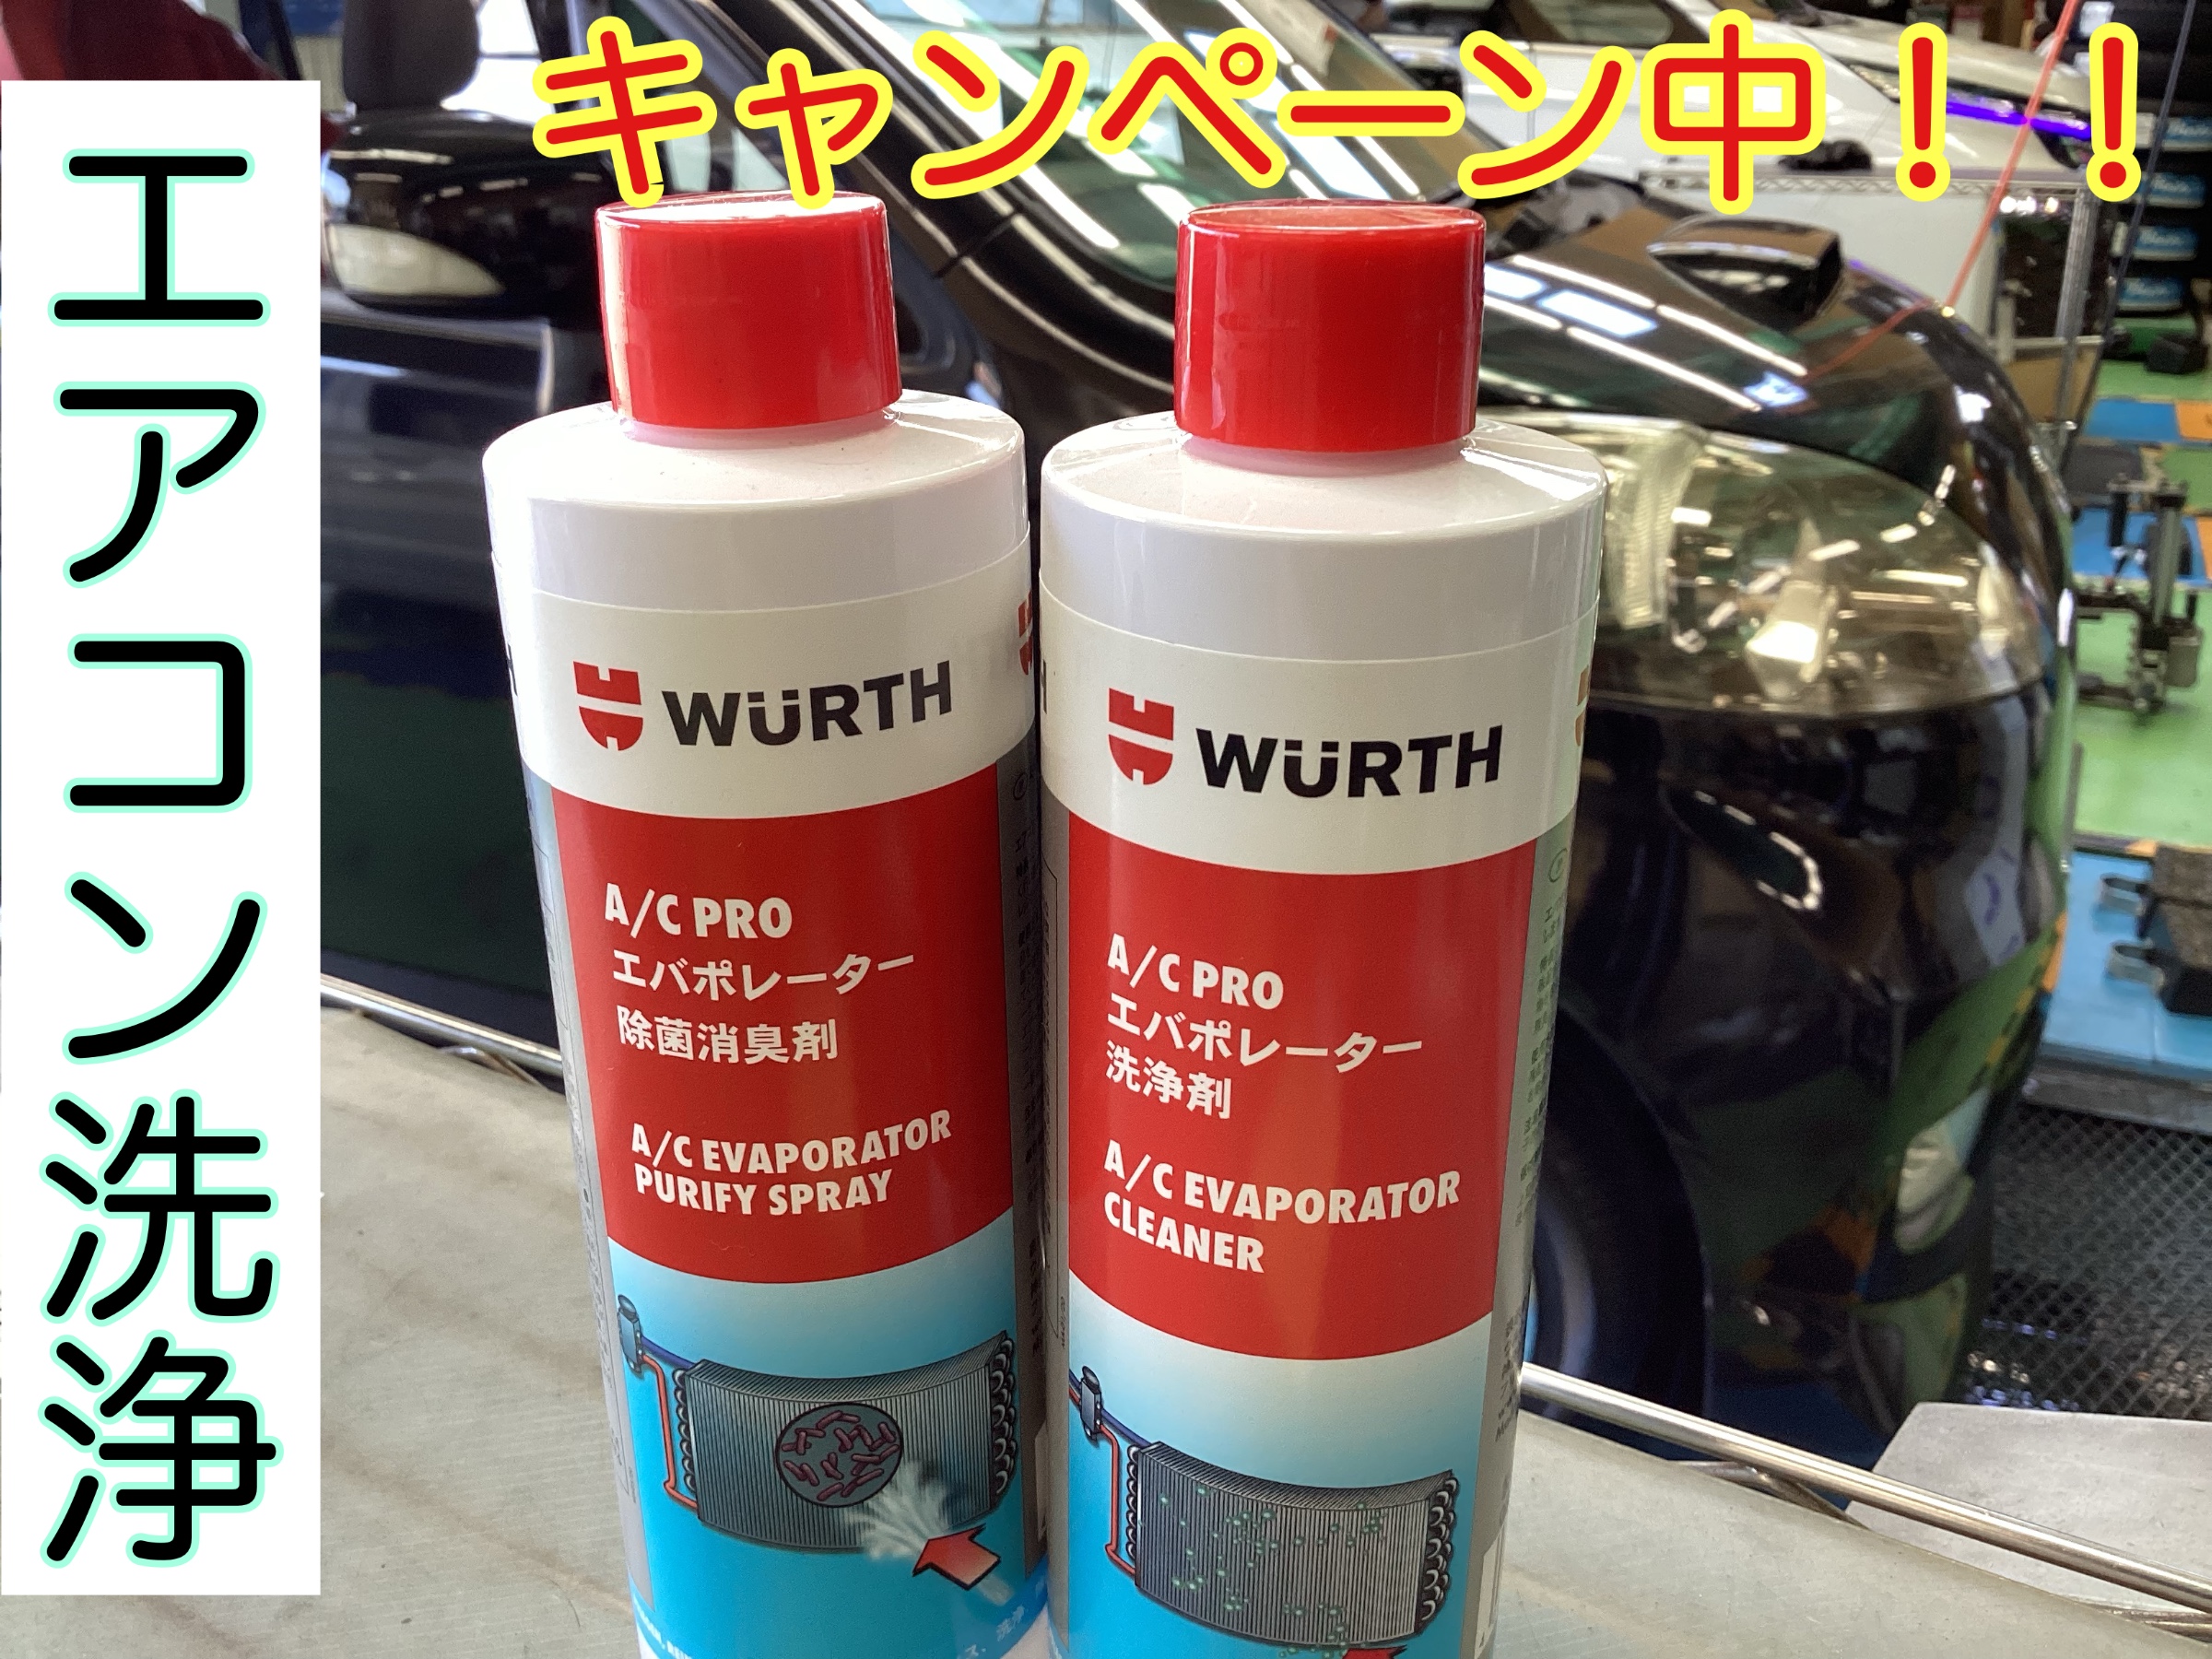 キャンペーン中！！
エアコン洗浄
WÜRTH
A/C PRO
エバポレーター
除菌消臭剤
A/C EVAPORATOR
PURIFY SPRAY
WÜRTH
A/C PRO
エバポレーター
洗浄剤
A/C EVAPORATOR
CLEANER